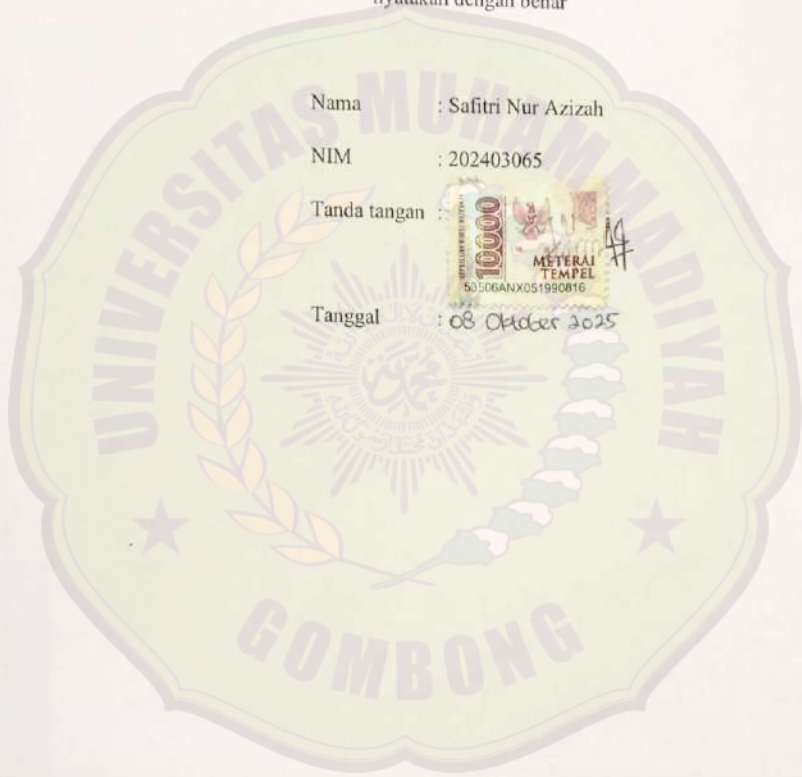 nyatakan dengan benar
Nama : Safitri Nur Azizah
NIM : 202403065
Tanda tangan :
10000
METERAI
TEMPEL
53506ANX051990816
Tanggal : 08 Oktober 2025
UNIVERSITAS MUHAMMADIYAH
GOMBONG